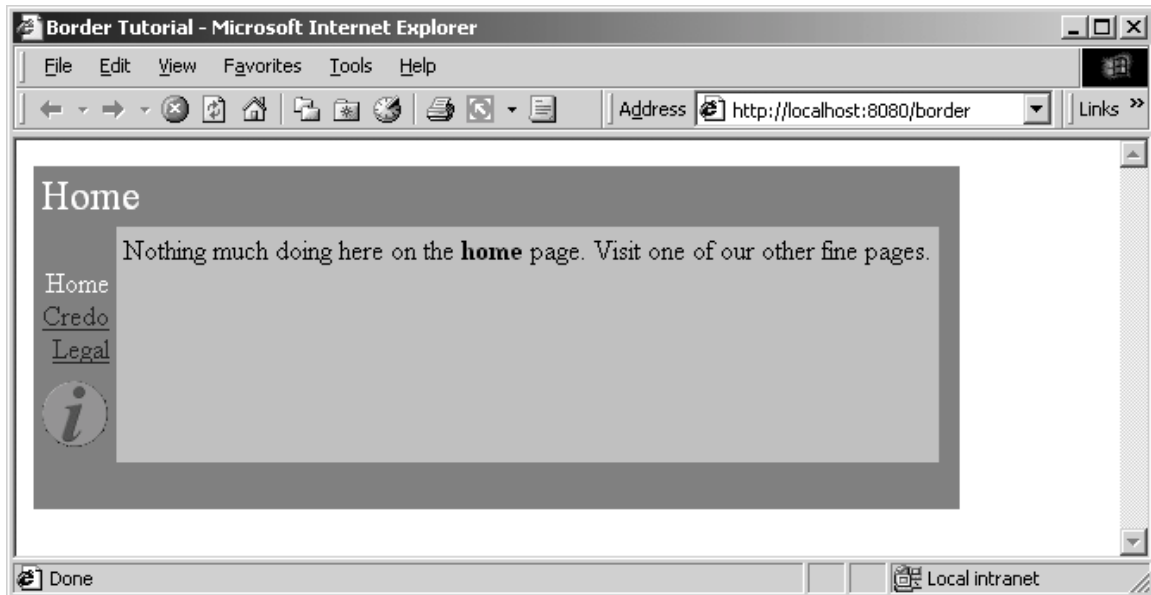 Border Tutorial - Microsoft Internet Explorer
File Edit View Favorites Tools Help
Address http://localhost:8080/border Links »
Home
Nothing much doing here on the home page. Visit one of our other fine pages.
Home
Credo
Legal
i
Done Local intranet